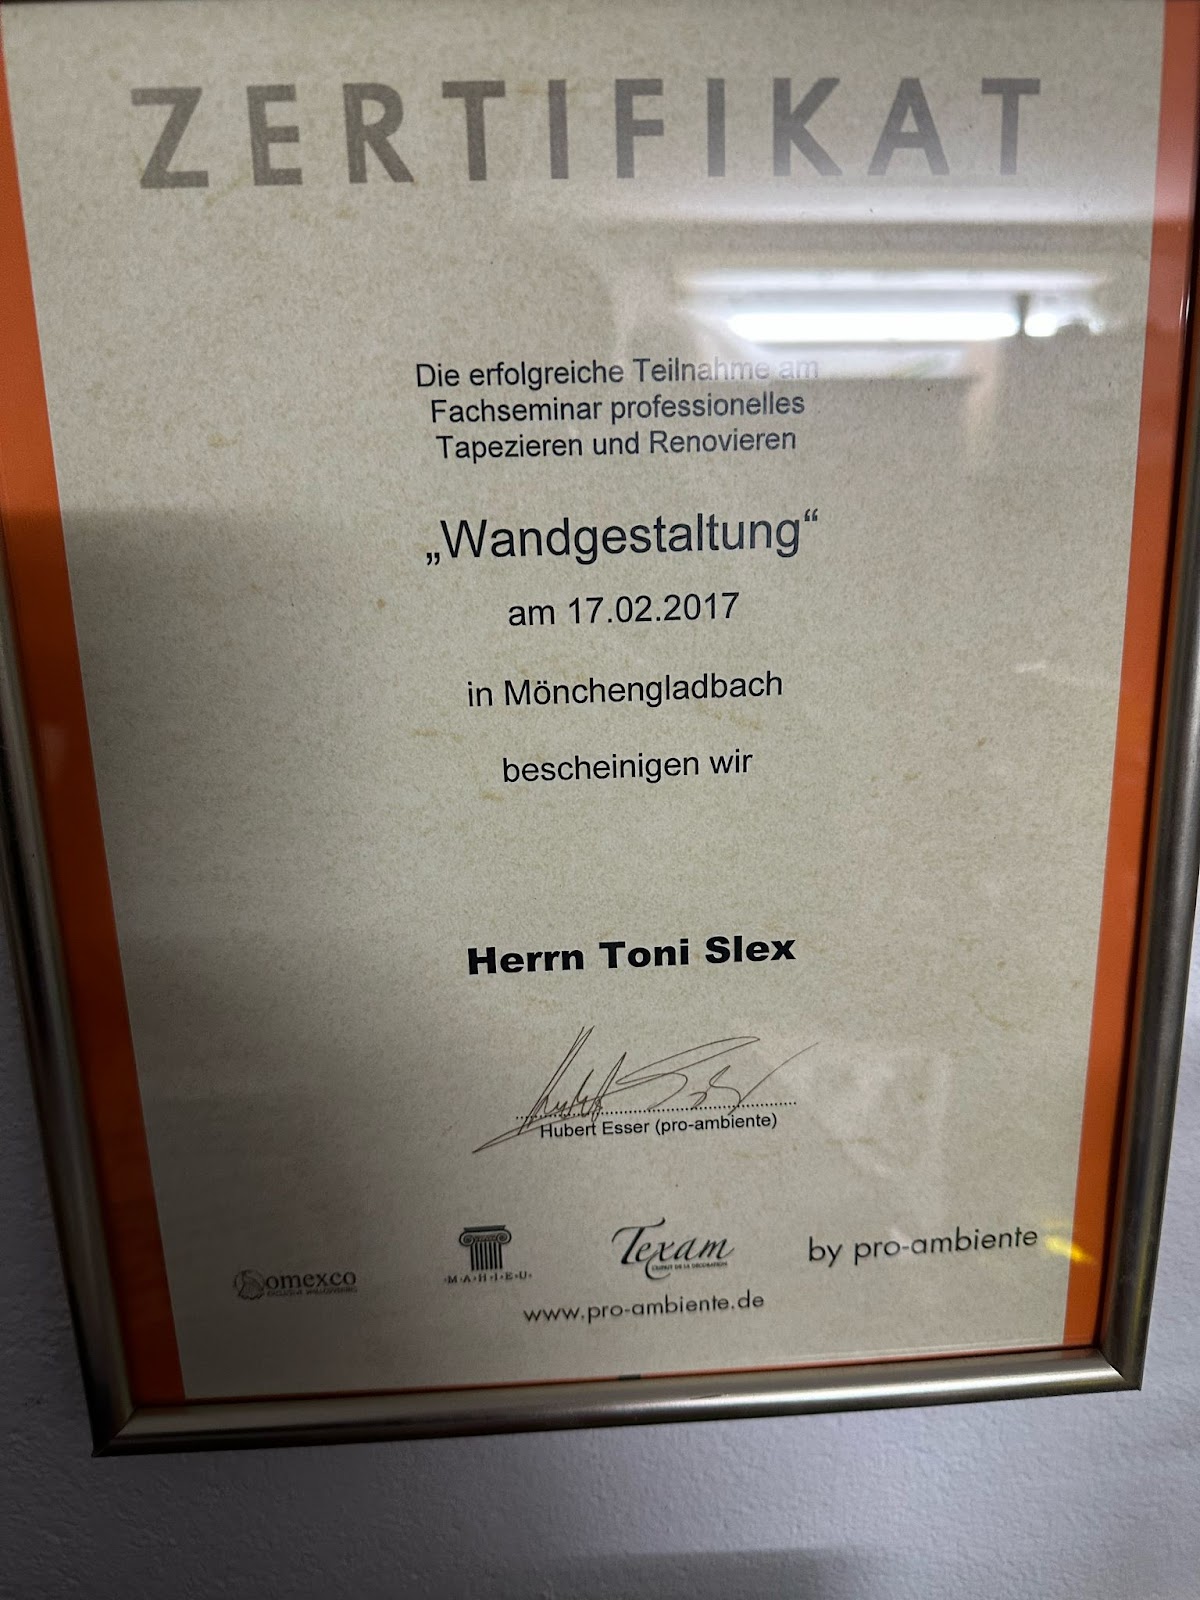 ZERTIFIKAT
Die erfolgreiche Teilnahme am
Fachseminar professionelles
Tapezieren und Renovieren
„Wandgestaltung“
am 17.02.2017
in Mönchengladbach
bescheinigen wir
Herrn Toni Slex
Hubert Esser (pro-ambiente)
omexco
MAHIEU
Texam
by pro-ambiente
www.pro-ambiente.de